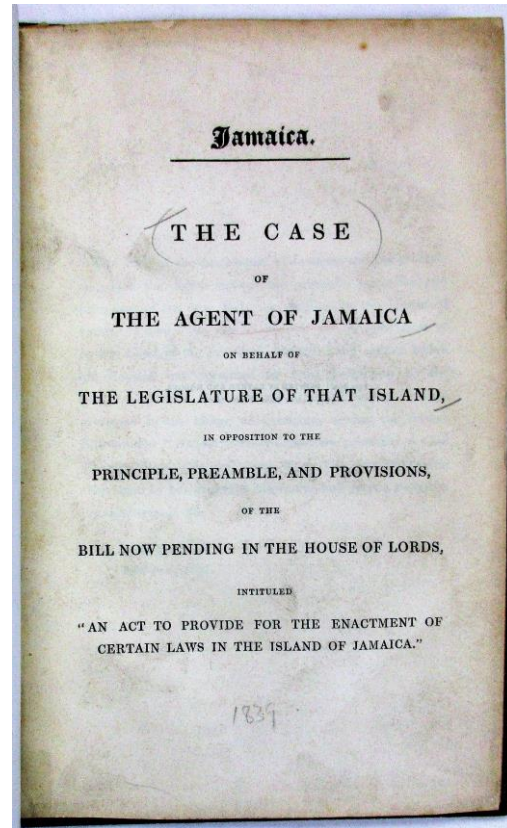 Jamaica.
THE CASE
OF
THE AGENT OF JAMAICA
ON BEHALF OF
THE LEGISLATURE OF THAT ISLAND,
IN OPPOSITION TO THE
PRINCIPLE, PREAMBLE, AND PROVISIONS,
OF THE
BILL NOW PENDING IN THE HOUSE OF LORDS,
INTITULED
"AN ACT TO PROVIDE FOR THE ENACTMENT OF
CERTAIN LAWS IN THE ISLAND OF JAMAICA."
1839